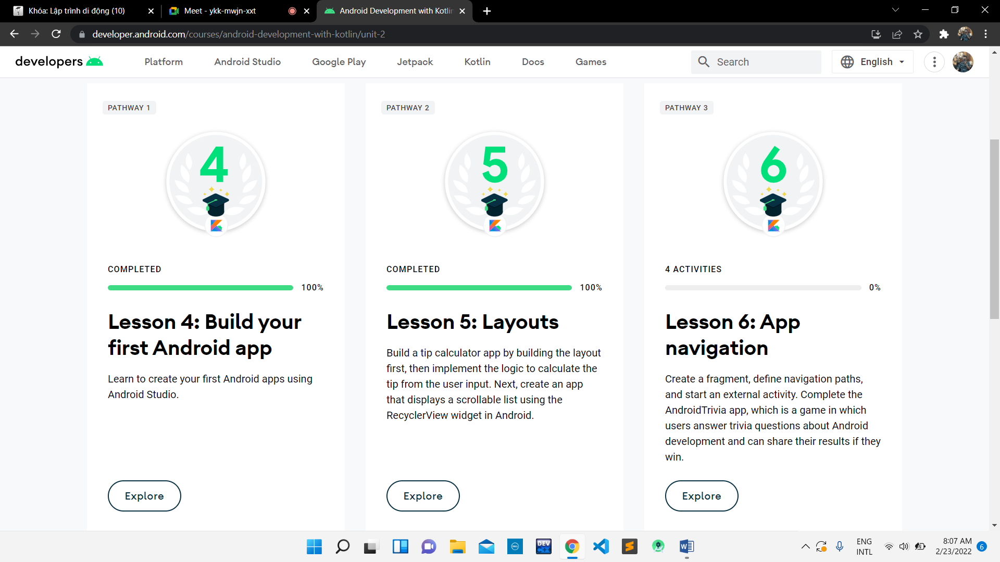 Khóa: Lập trình di động (10)
Meet - ykk-mwjn-xxt
Android Development with Kotlin
developer.android.com/courses/android-development-with-kotlin/unit-2
developers
Platform
Android Studio
Google Play
Jetpack
Kotlin
Docs
Games
Search
English
PATHWAY 1
4
COMPLETED
100%
Lesson 4: Build your
first Android app
Learn to create your first Android apps using
Android Studio.
Explore
PATHWAY 2
5
COMPLETED
100%
Lesson 5: Layouts
Build a tip calculator app by building the layout
first, then implement the logic to calculate the
tip from the user input. Next, create an app
that displays a scrollable list using the
RecyclerView widget in Android.
Explore
PATHWAY 3
6
4 ACTIVITIES
0%
Lesson 6: App
navigation
Create a fragment, define navigation paths,
and start an external activity. Complete the
AndroidTrivia app, which is a game in which
users answer trivia questions about Android
development and can share their results if they
win.
Explore
DELL
DEV
C++
ENG
INTL
8:07 AM
2/23/2022
6